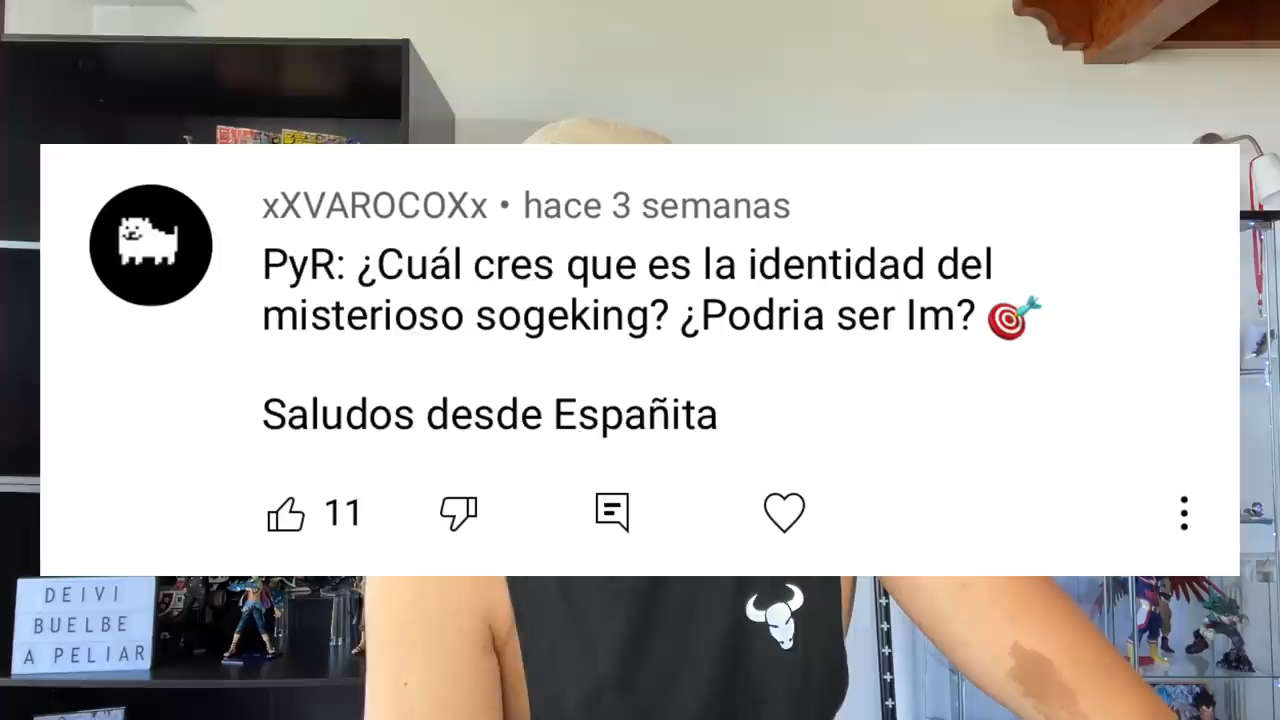 xXVAROCOXx • hace 3 semanas
PyR: ¿Cuál cres que es la identidad del
misterioso sogeking? ¿Podria ser Im? 🎯
Saludos desde Españita
11
DEIVI
BUELBE
A PELIAR